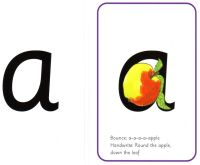 a
a
Bounce: a-a-a-a-apple
Handwrite: Round the apple,
down the leaf